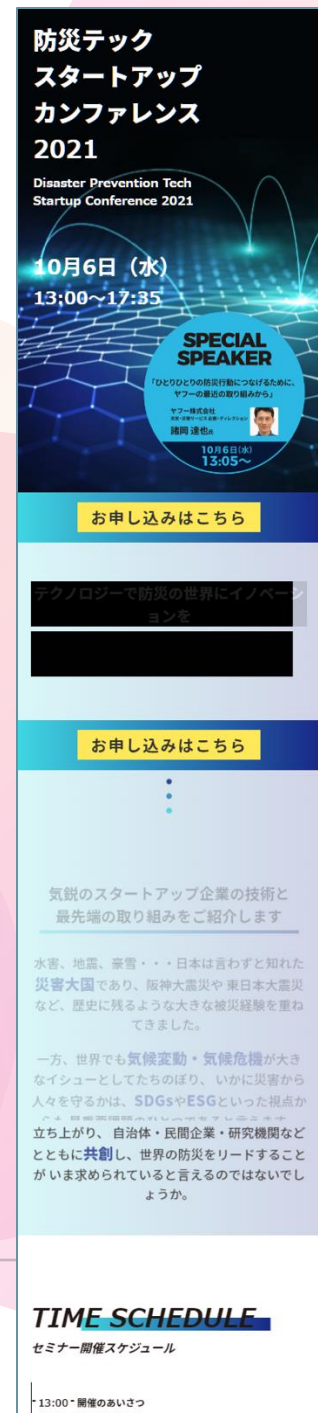 防災テック
スタートアップ
カンファレンス
2021
Disaster Prevention Tech
Startup Conference 2021
10月6日（水）
13:00〜17:35
SPECIAL
SPEAKER
「ひとりひとりの防災行動につなげるために、
ヤフーの最近の取り組みから」
ヤフー株式会社
諸岡 達也氏
10月6日(水)
13:05〜
お申し込みはこちら
テクノロジーで防災の世界にイノベーシ
ョンを
お申し込みはこちら
気鋭のスタートアップ企業の技術と
最先端の取り組みをご紹介します
水害、地震、豪雪・・・日本は言わずと知れた
災害大国であり、阪神大震災や 東日本大震災
など、歴史に残るような大きな被災経験を重ね
てきました。
一方、世界でも気候変動・気候危機が大き
なイシューとしてたちのぼり、 いかに災害から
人々を守るかは、SDGsやESGといった視点か
立ち上がり、 自治体・民間企業・研究機関など
とともに共創し、世界の防災をリードすること
が いま求められていると言えるのではないでし
ょうか。
TIME SCHEDULE
セミナー開催スケジュール
13:00 - 開催のあいさつ